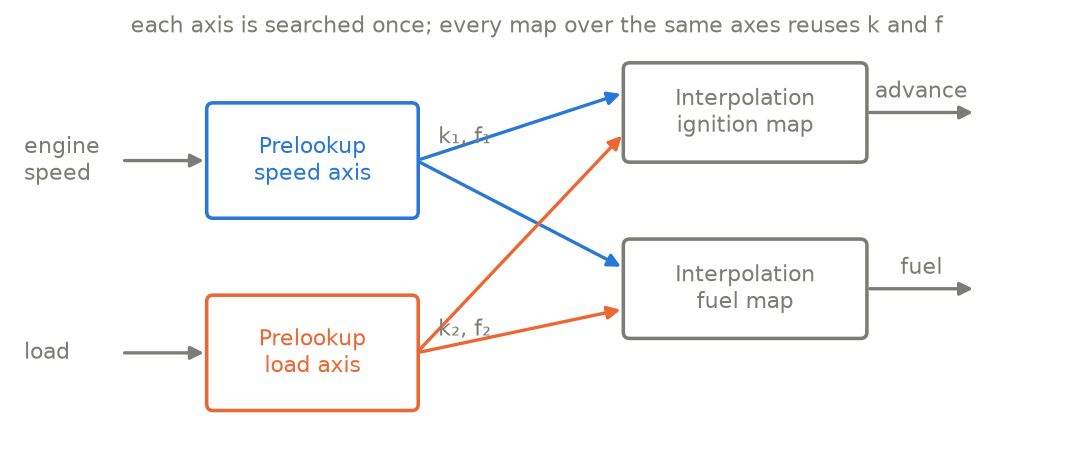 each axis is searched once; every map over the same axes reuses k and f
engine
speed
Prelookup
speed axis
k₁, f₁
Interpolation
ignition map
advance
load
Prelookup
load axis
k₂, f₂
Interpolation
fuel map
fuel